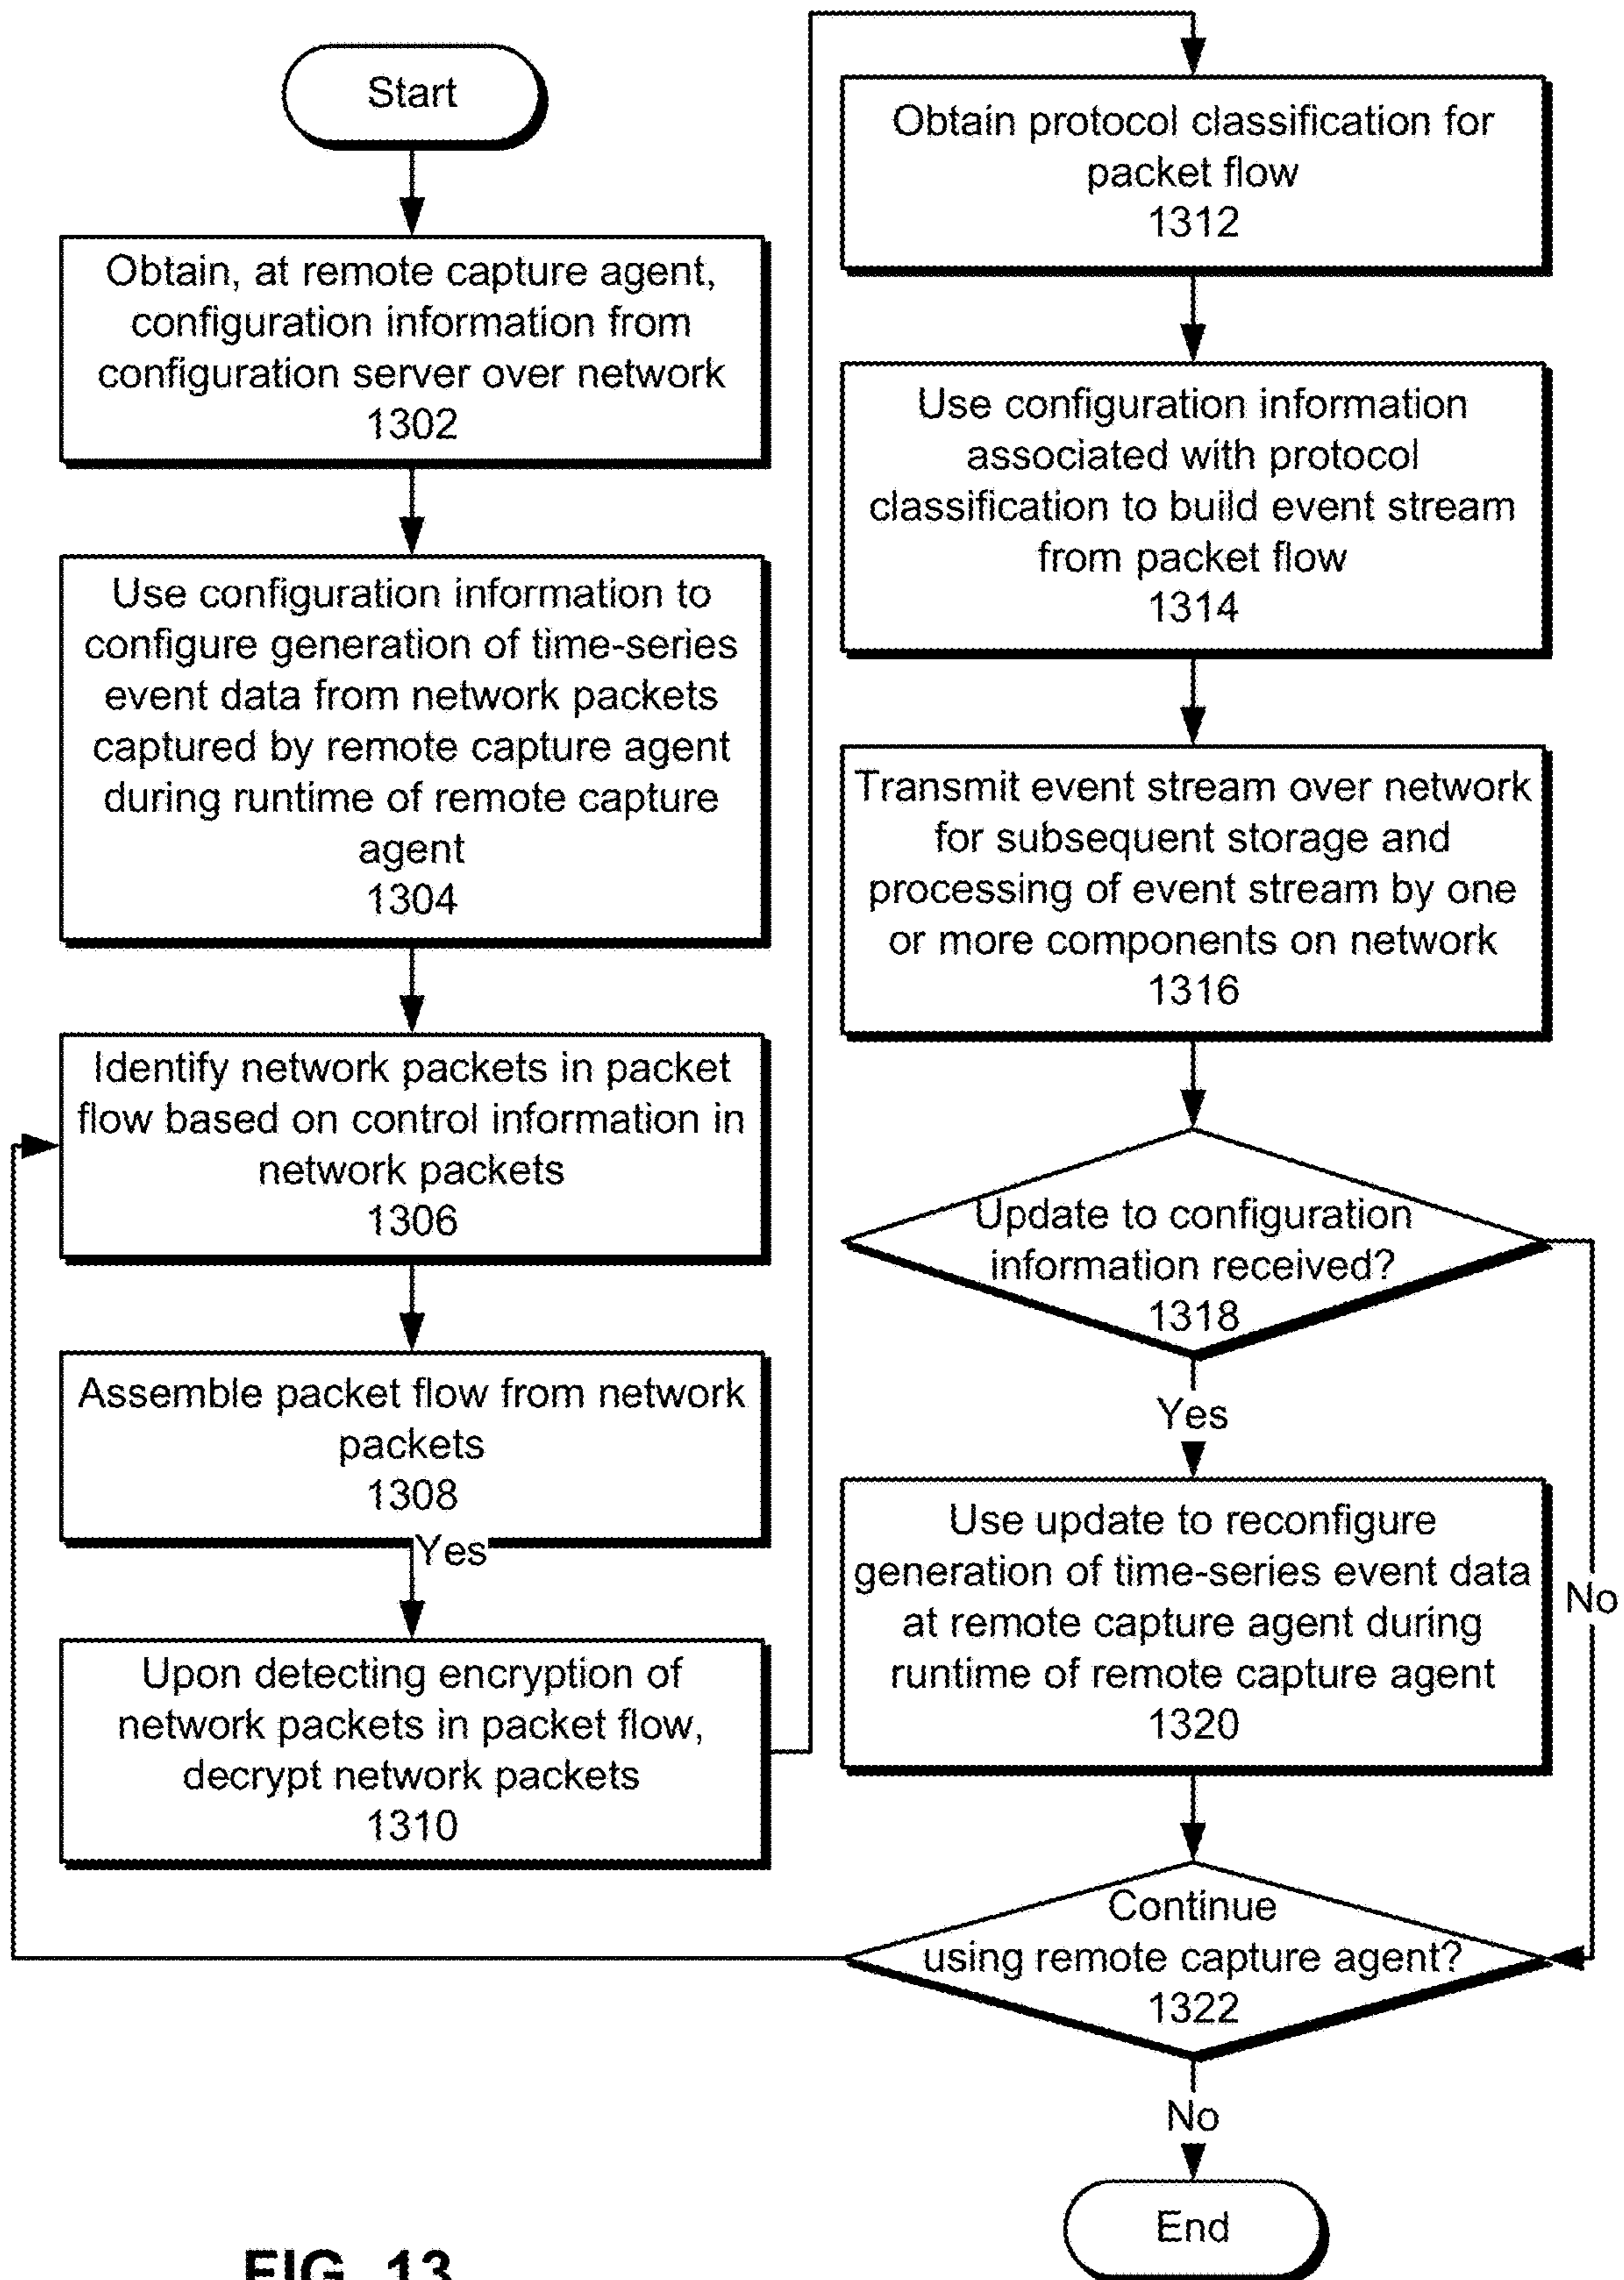 Start
Obtain, at remote capture agent,
configuration information from
configuration server over network
1302
Use configuration information to
configure generation of time-series
event data from network packets
captured by remote capture agent
during runtime of remote capture
agent
1304
Identify network packets in packet
flow based on control information in
network packets
1306
Assemble packet flow from network
packets
1308
Yes
Upon detecting encryption of
network packets in packet flow,
decrypt network packets
1310
Obtain protocol classification for
packet flow
1312
Use configuration information
associated with protocol
classification to build event stream
from packet flow
1314
Transmit event stream over network
for subsequent storage and
processing of event stream by one
or more components on network
1316
Update to configuration
information received?
1318
Yes
No
Use update to reconfigure
generation of time-series event data
at remote capture agent during
runtime of remote capture agent
1320
Continue
using remote capture agent?
1322
No
End
FIG. 13